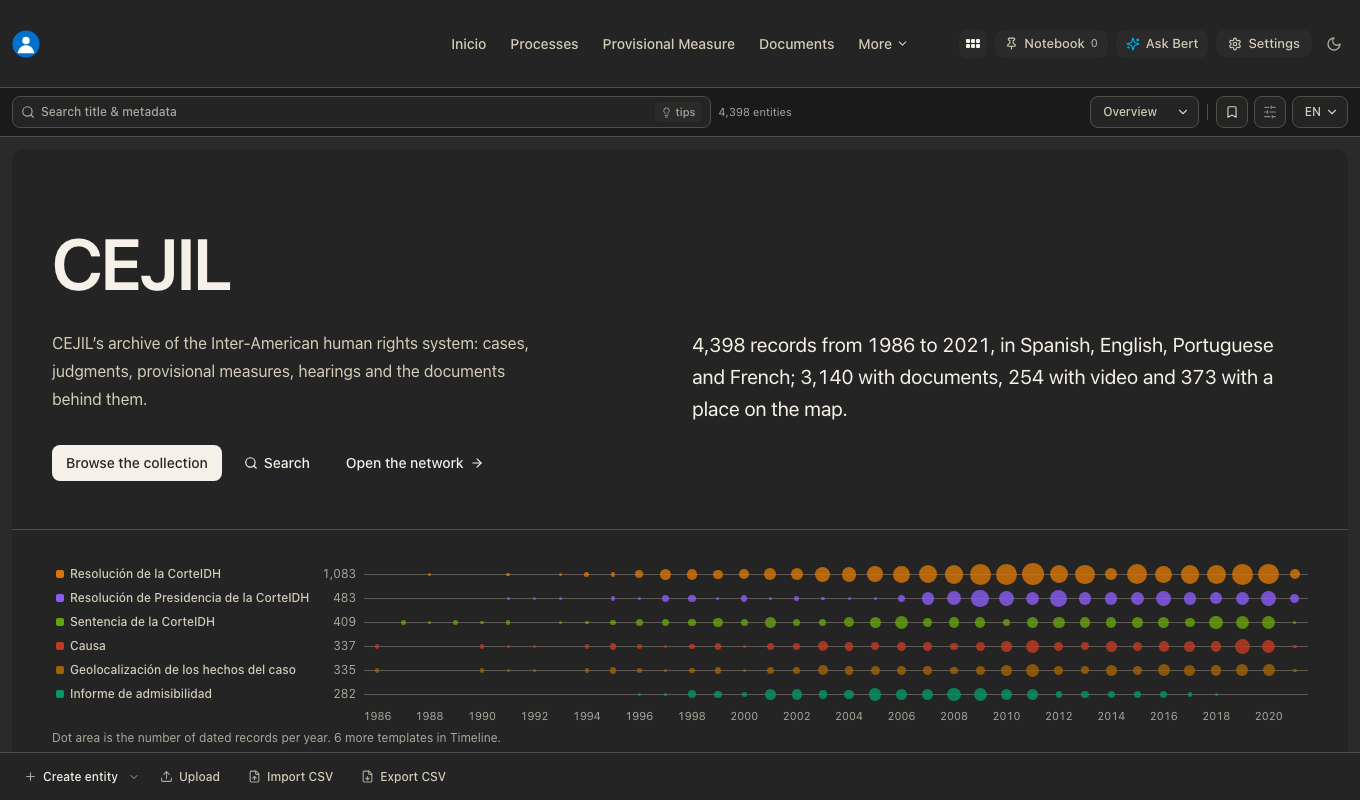 Inicio Processes Provisional Measure Documents More Notebook 0 Ask Bert Settings
Search title & metadata tips 4,398 entities Overview EN
CEJIL
CEJIL’s archive of the Inter-American human rights system: cases,
judgments, provisional measures, hearings and the documents
behind them.
4,398 records from 1986 to 2021, in Spanish, English, Portuguese
and French; 3,140 with documents, 254 with video and 373 with a
place on the map.
Browse the collection Search Open the network
Resolución de la CorteIDH 1,083
Resolución de Presidencia de la CorteIDH 483
Sentencia de la CorteIDH 409
Causa 337
Geolocalización de los hechos del caso 335
Informe de admisibilidad 282
1986 1988 1990 1992 1994 1996 1998 2000 2002 2004 2006 2008 2010 2012 2014 2016 2018 2020
Dot area is the number of dated records per year. 6 more templates in Timeline.
Create entity Upload Import CSV Export CSV